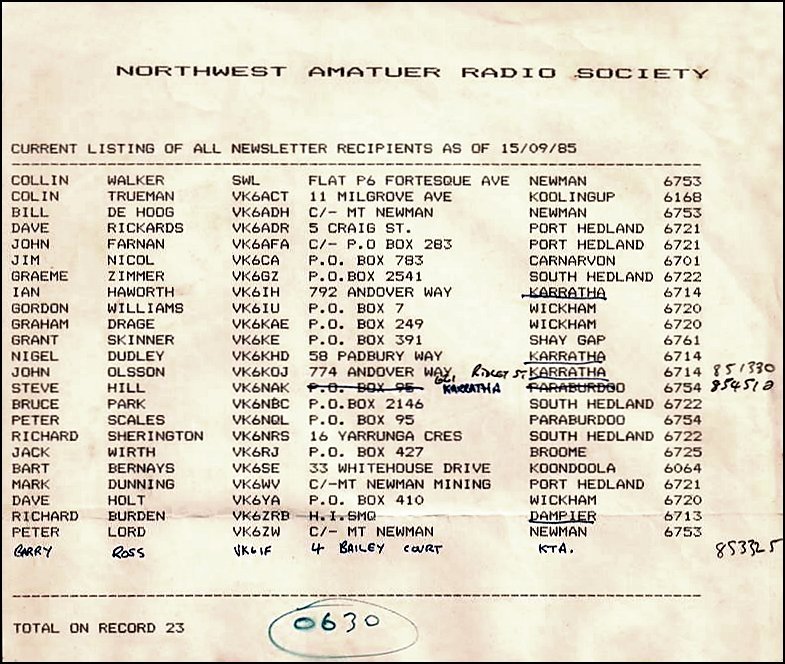 NORTHWEST AMATUER RADIO SOCIETY
CURRENT LISTING OF ALL NEWSLETTER RECIPIENTS AS OF 15/09/85
COLLIN WALKER SWL FLAT P6 FORTESQUE AVE NEWMAN 6753
COLIN TRUEMAN VK6ACT 11 MILGROVE AVE KOOLINGUP 6168
BILL DE HOOG VK6ADH C/- MT NEWMAN NEWMAN 6753
DAVE RICKARDS VK6ADR 5 CRAIG ST. PORT HEDLAND 6721
JOHN FARNAN VK6AFA C/- P.O BOX 283 PORT HEDLAND 6721
JIM NICOL VK6CA P.O. BOX 783 CARNARVON 6701
GRAEME ZIMMER VK6GZ P.O.BOX 2541 SOUTH HEDLAND 6722
IAN HAWORTH VK6IH 792 ANDOVER WAY KARRATHA 6714
GORDON WILLIAMS VK6IU P.O. BOX 7 WICKHAM 6720
GRAHAM DRAGE VK6KAE P.O. BOX 249 WICKHAM 6720
GRANT SKINNER VK6KE P.O. BOX 391 SHAY GAP 6761
NIGEL DUDLEY VK6KHD 58 PADBURY WAY KARRATHA 6714
JOHN OLSSON VK6KOJ 774 ANDOVER WAY KARRATHA 6714 851330
STEVE HILL VK6NAK P.O. BOX 95 661 RIDLEY ST KARRATHA PARABURDOO 6754 854510
BRUCE PARK VK6NBC P.O.BOX 2146 SOUTH HEDLAND 6722
PETER SCALES VK6NQL P.O. BOX 95 PARABURDOO 6754
RICHARD SHERINGTON VK6NRS 16 YARRUNGA CRES SOUTH HEDLAND 6722
JACK WIRTH VK6RJ P.O. BOX 427 BROOME 6725
BART BERNAYS VK6SE 33 WHITEHOUSE DRIVE KOONDOOLA 6064
MARK DUNNING VK6WV C/-MT NEWMAN MINING PORT HEDLAND 6721
DAVE HOLT VK6YA P.O. BOX 410 WICKHAM 6720
RICHARD BURDEN VK6ZRB H.I.SMQ DAMPIER 6713
PETER LORD VK6ZW C/- MT NEWMAN NEWMAN 6753
BARRY ROSS VK6IF 4 BAILEY COURT KTA. 853325
TOTAL ON RECORD 23
0630